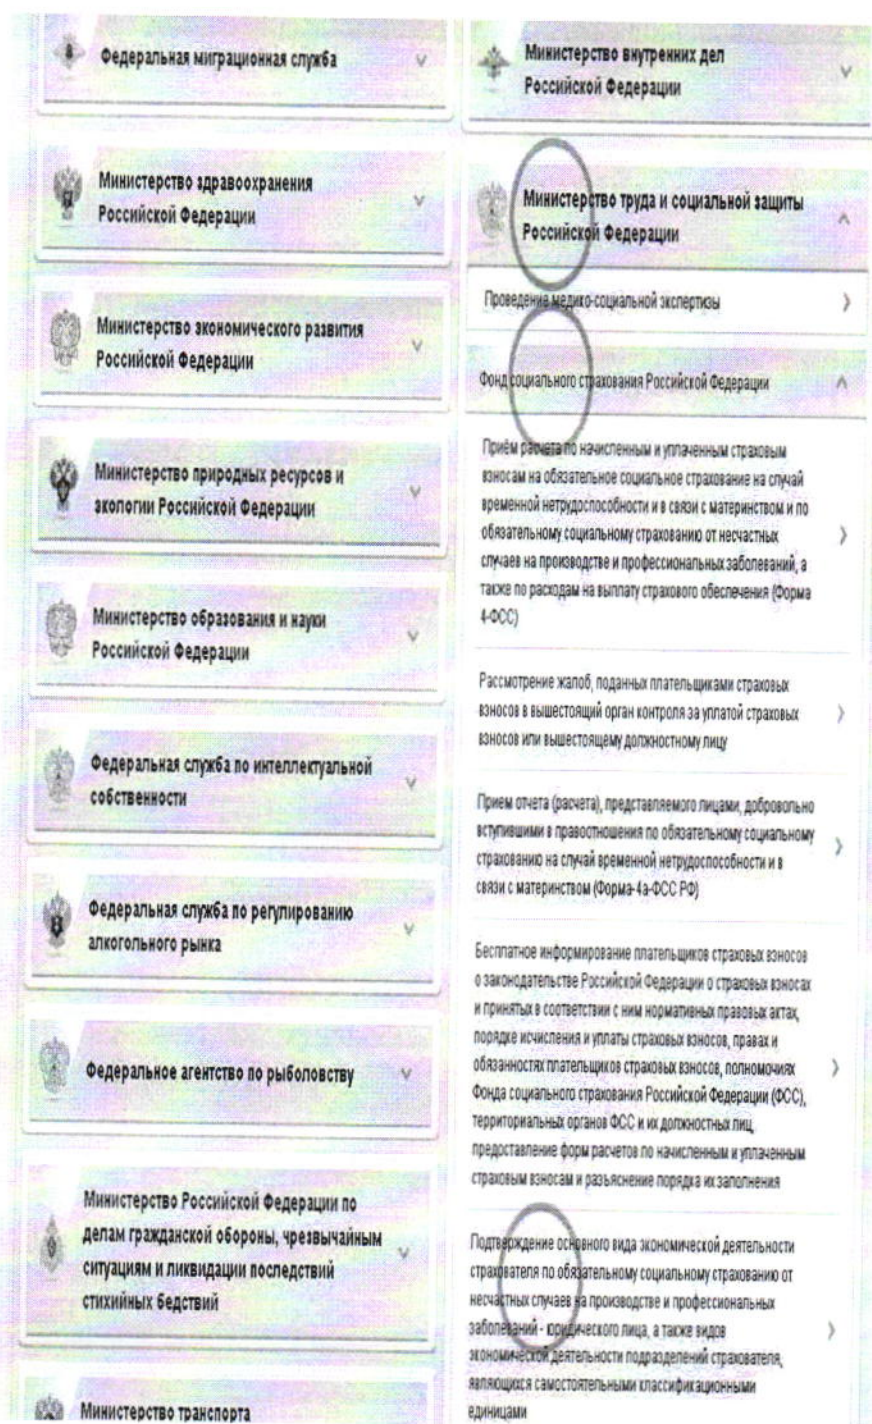 Федеральная миграционная служба
Министерство здравоохранения
Российской Федерации
Министерство экономического развития
Российской Федерации
Министерство природных ресурсов и
экологии Российской Федерации
Министерство образования и науки
Российской Федерации
Федеральная служба по интеллектуальной
собственности
Федеральная служба по регулированию
алкогольного рынка
Федеральное агентство по рыболовству
Министерство Российской Федерации по
делам гражданской обороны, чрезвычайным
ситуациям и ликвидации последствий
стихийных бедствий
Министерство транспорта
Министерство внутренних дел
Российской Федерации
Министерство труда и социальной защиты
Российской Федерации
Проведение медико-социальной экспертизы
Фонд социального страхования Российской Федерации
Приём расчета по начисленным и уплаченным страховым
взносам на обязательное социальное страхование на случай
временной нетрудоспособности и в связи с материнством и по
обязательному социальному страхованию от несчастных
случаев на производстве и профессиональных заболеваний, а
также по расходам на выплату страхового обеспечения (Форма
4-ФСС)
Рассмотрение жалоб, поданных плательщиками страховых
взносов в вышестоящий орган контроля за уплатой страховых
взносов или вышестоящему должностному лицу
Прием отчета (расчета), представляемого лицами, добровольно
вступившими в правоотношения по обязательному социальному
страхованию на случай временной нетрудоспособности и в
связи с материнством (Форма-4а-ФСС РФ)
Бесплатное информирование плательщиков страховых взносов
о законодательстве Российской Федерации о страховых взносах
и принятых в соответствии с ним нормативных правовых актах,
порядке исчисления и уплаты страховых взносов, правах и
обязанностях плательщиков страховых взносов, полномочиях
Фонда социального страхования Российской Федерации (ФСС),
территориальных органов ФСС и их должностных лиц,
предоставление форм расчетов по начисленным и уплаченным
страховым взносам и разъяснение порядка их заполнения
Подтверждение основного вида экономической деятельности
страхователя по обязательному социальному страхованию от
несчастных случаев на производстве и профессиональных
заболеваний - юридического лица, а также видов
экономической деятельности подразделений страхователя,
являющихся самостоятельными классификационными
единицами